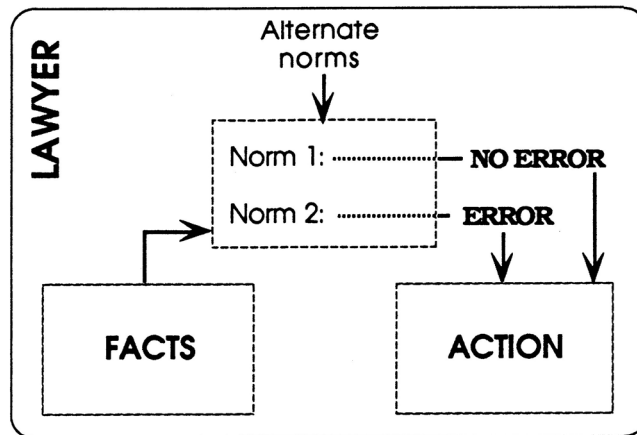 LAWYER
Alternate
norms
Norm 1: NO ERROR
Norm 2: ERROR
FACTS
ACTION